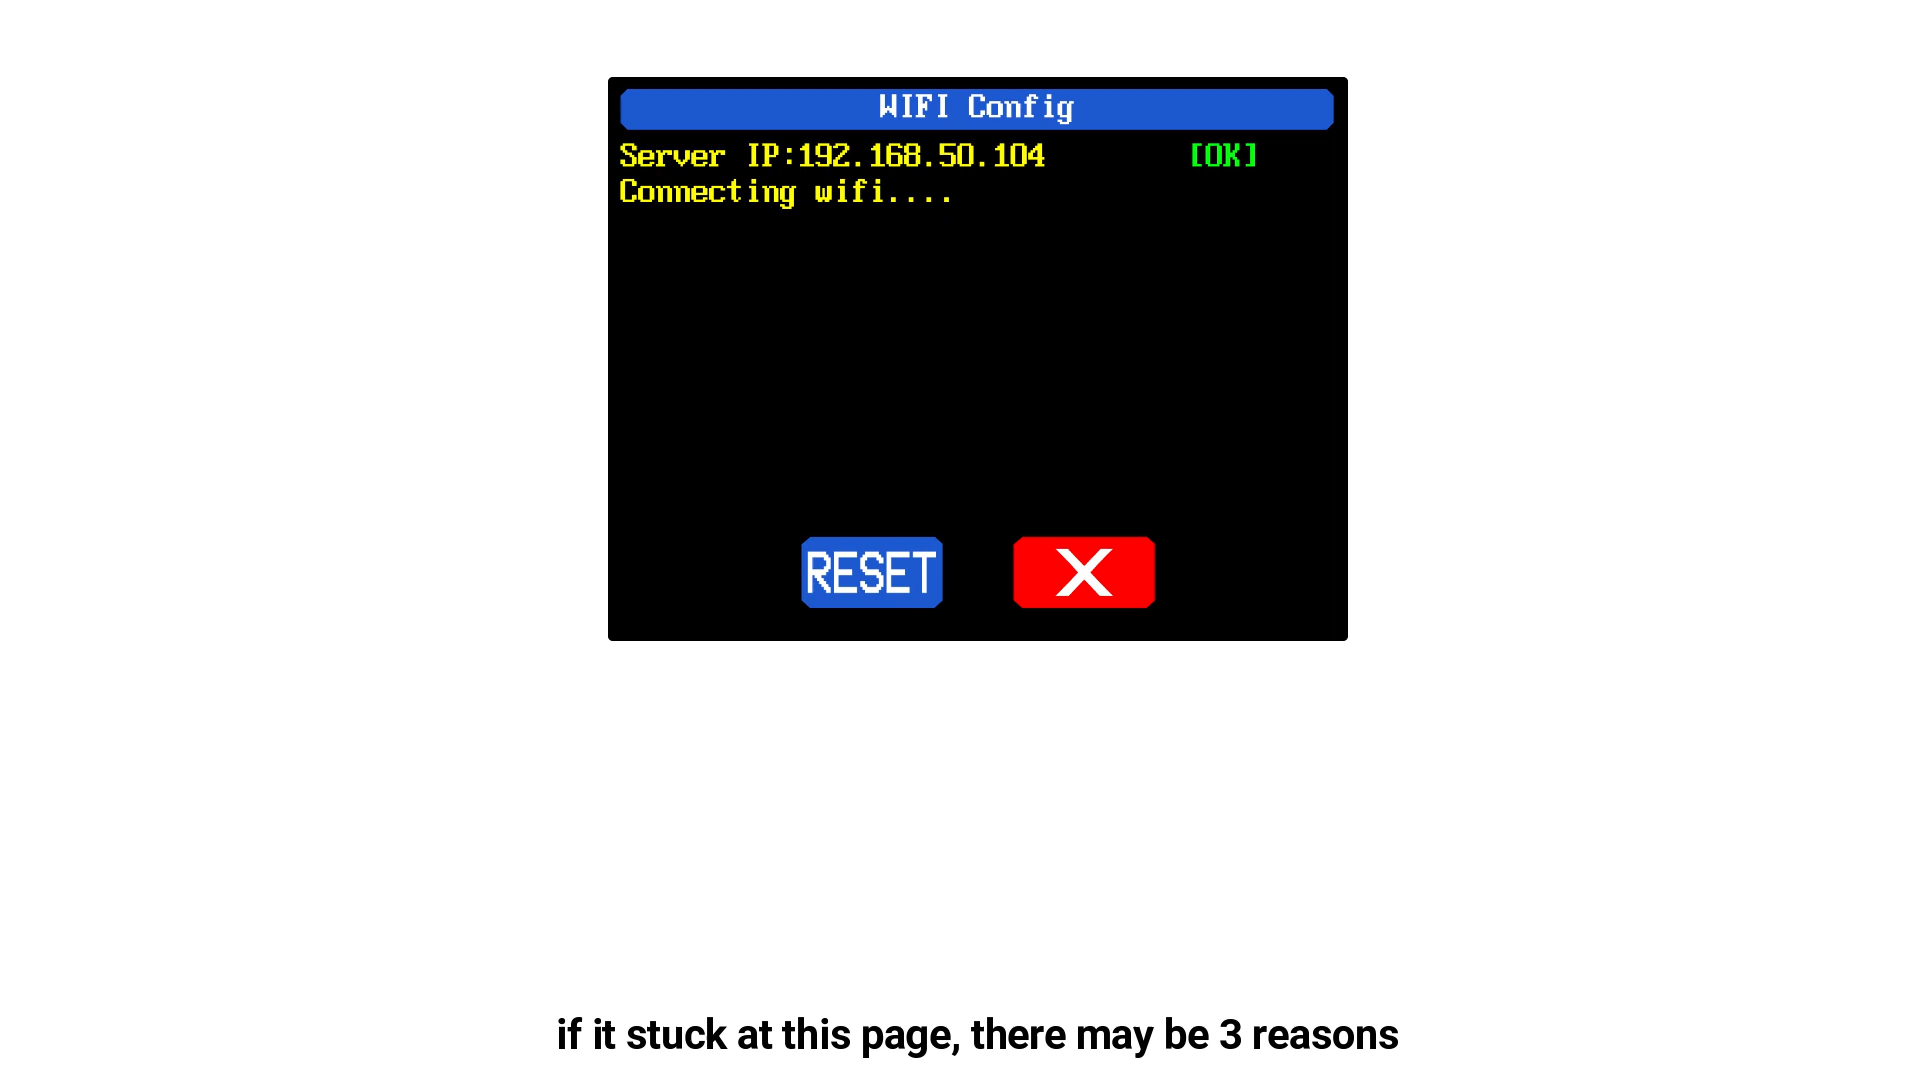 WIFI Config
Server IP:192.168.50.104 [OK]
Connecting wifi....
RESET X
if it stuck at this page, there may be 3 reasons